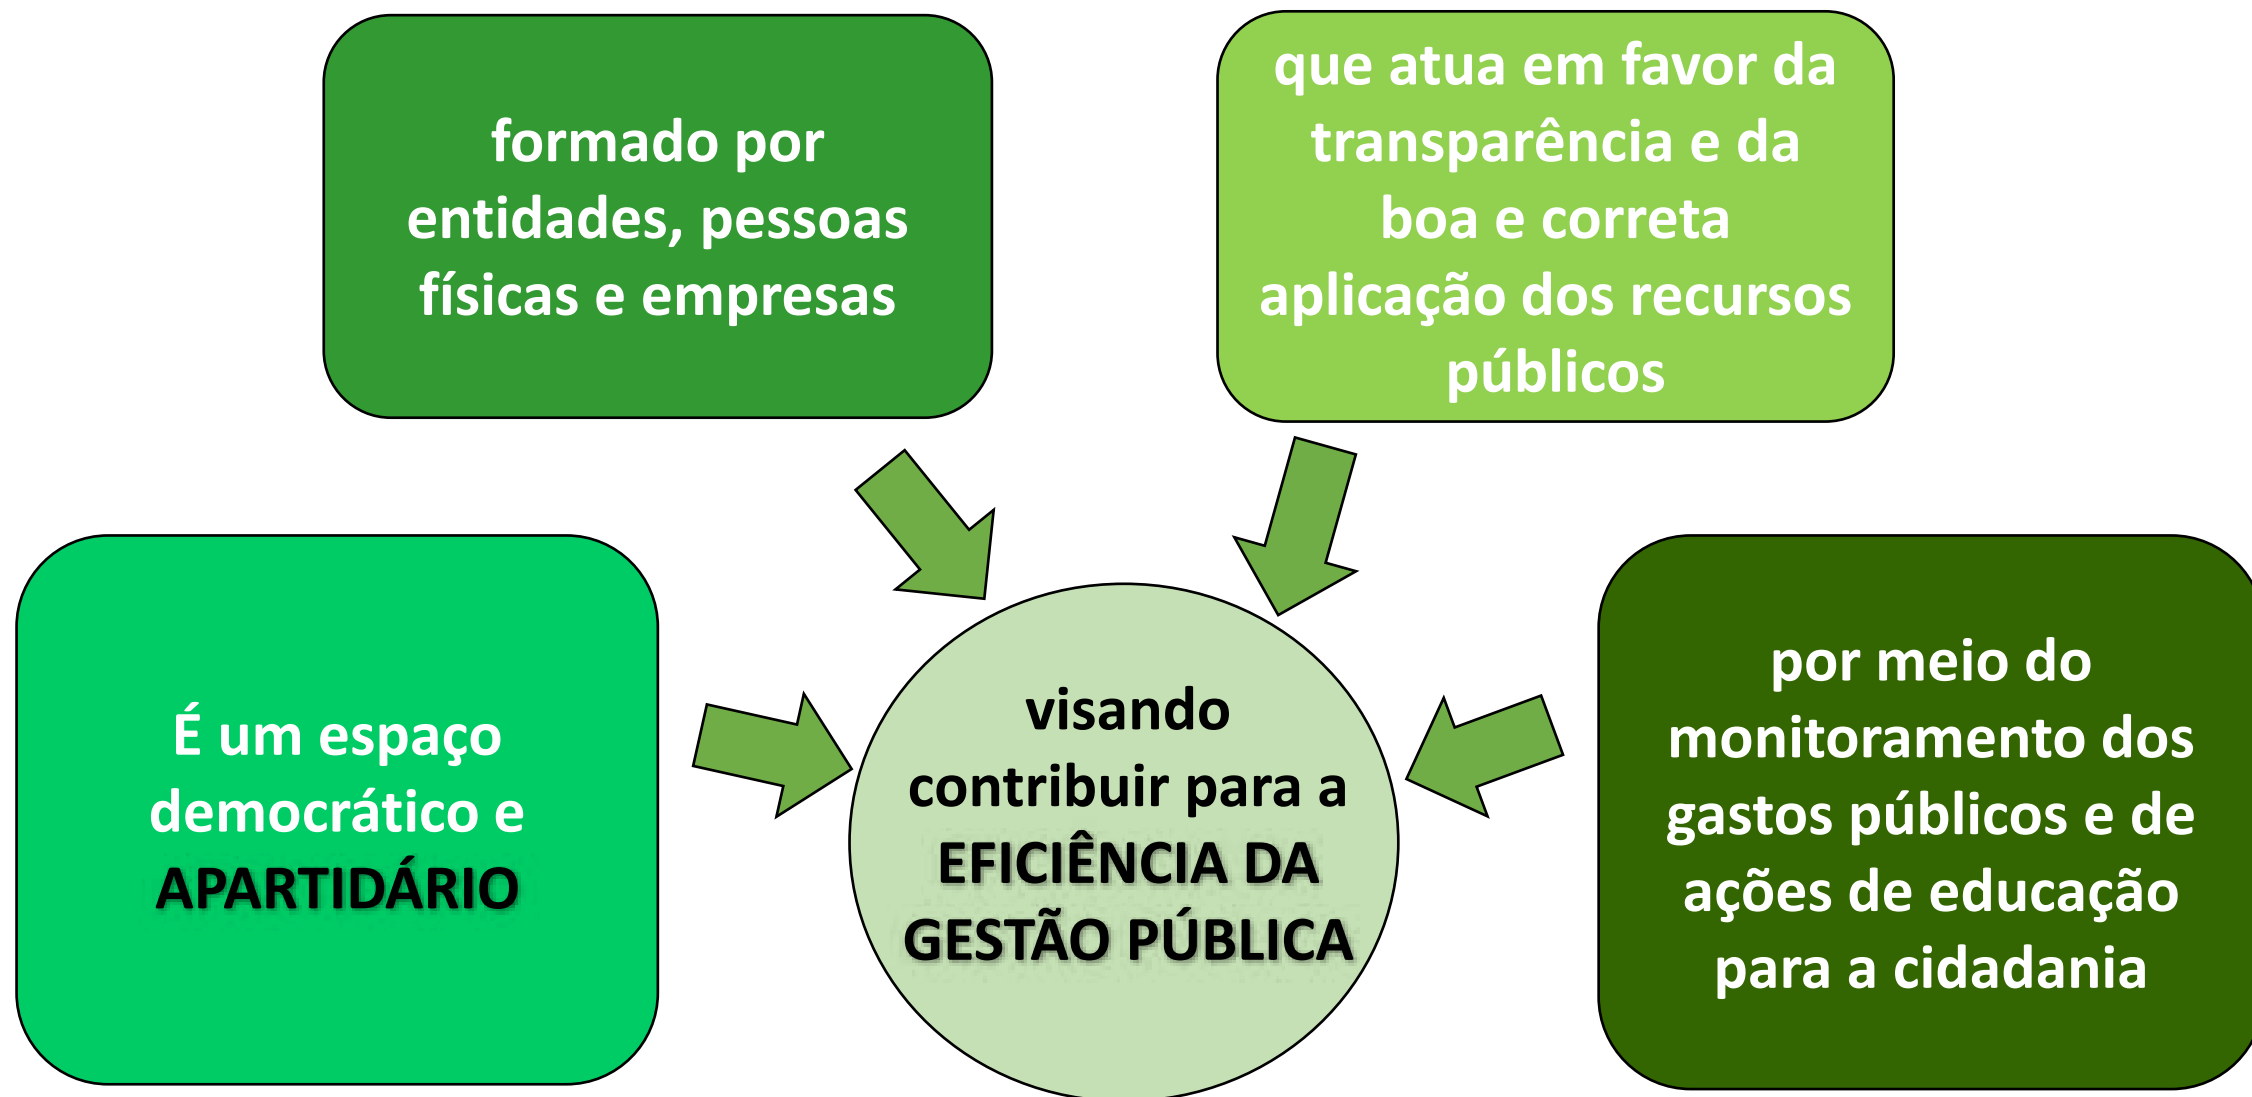 É um espaço
democrático e
APARTIDÁRIO
formado por
entidades, pessoas
físicas e empresas
que atua em favor da
transparência e da
boa e correta
aplicação dos recursos
públicos
por meio do
monitoramento dos
gastos públicos e de
ações de educação
para a cidadania
visando
contribuir para a
EFICIÊNCIA DA
GESTÃO PÚBLICA